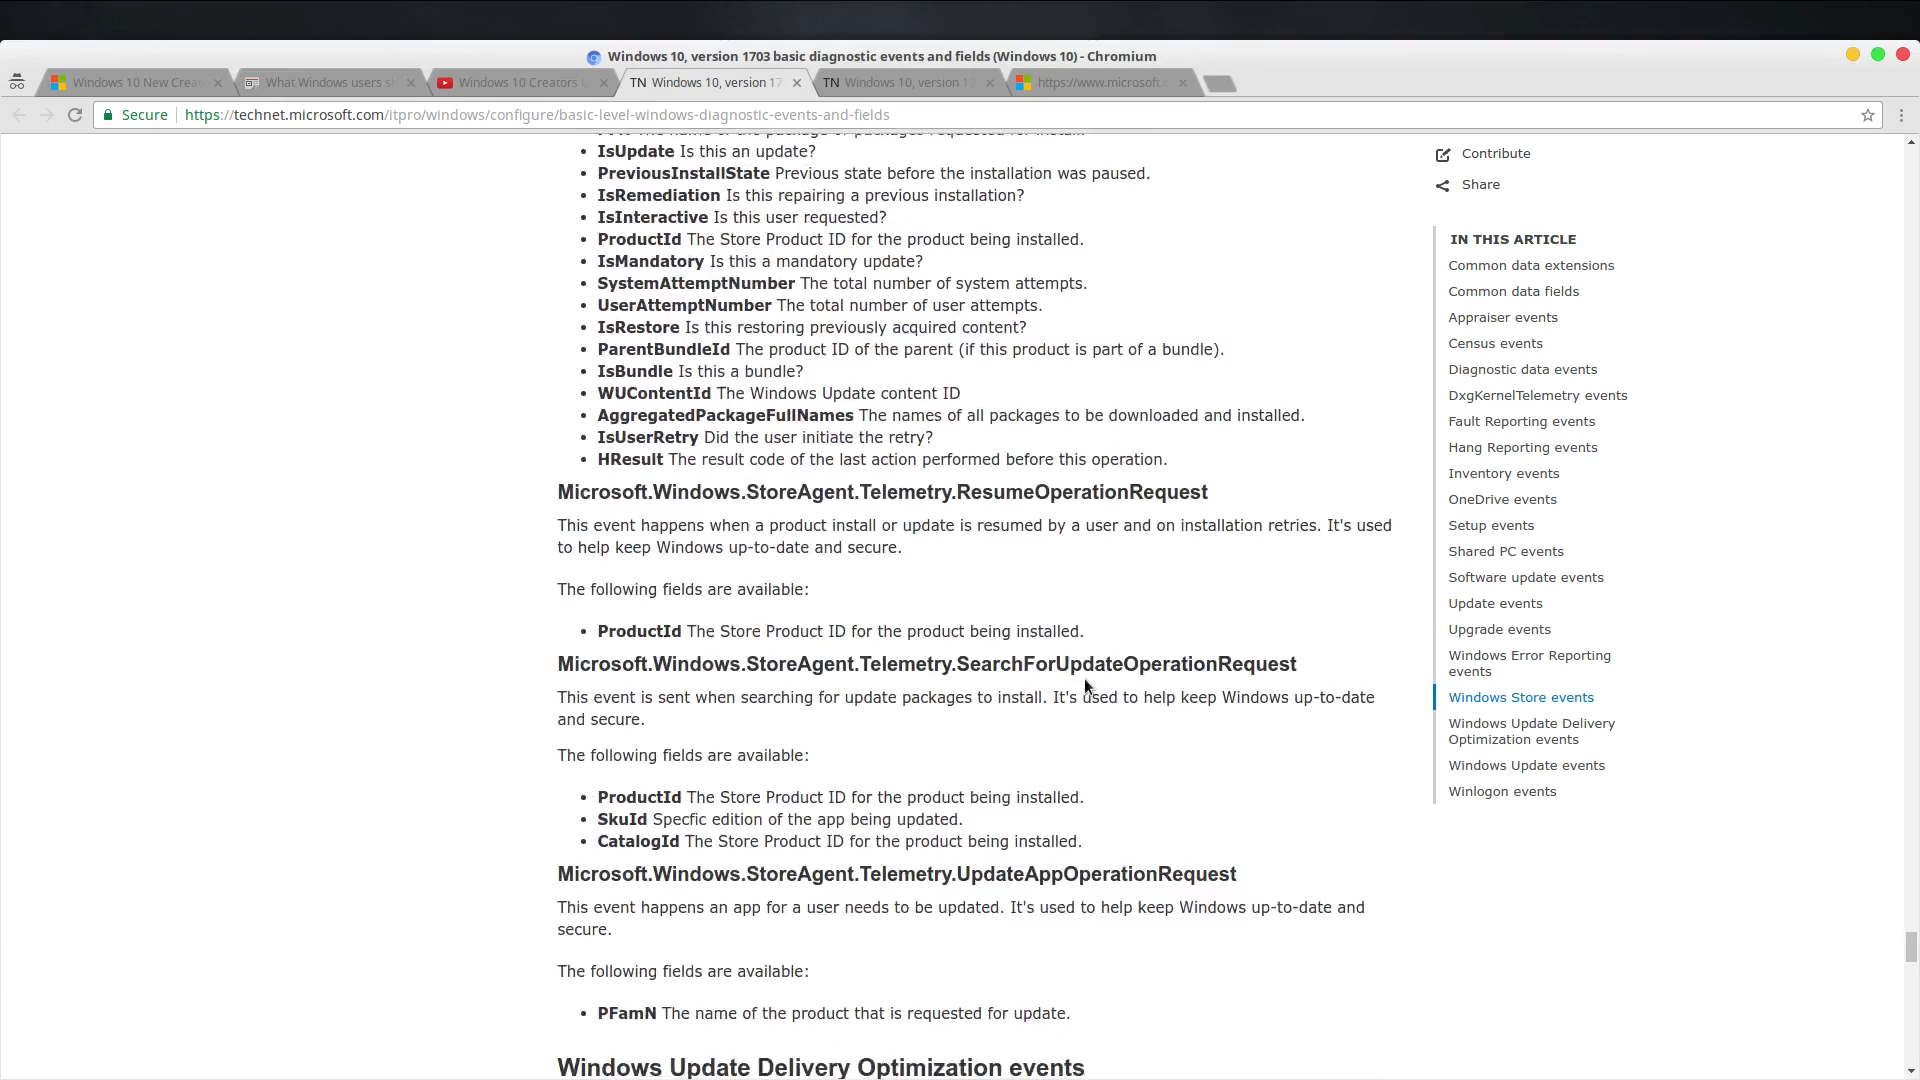 Windows 10, version 1703 basic diagnostic events and fields (Windows 10) - Chromium
Windows 10 New Creat
What Windows users s
Windows 10 Creators U
TN Windows 10, version 17
TN Windows 10, version 17
https://www.microsoft.c
Secure https://technet.microsoft.com/itpro/windows/configure/basic-level-windows-diagnostic-events-and-fields
• IsUpdate Is this an update?
• PreviousInstallState Previous state before the installation was paused.
• IsRemediation Is this repairing a previous installation?
• IsInteractive Is this user requested?
• ProductId The Store Product ID for the product being installed.
• IsMandatory Is this a mandatory update?
• SystemAttemptNumber The total number of system attempts.
• UserAttemptNumber The total number of user attempts.
• IsRestore Is this restoring previously acquired content?
• ParentBundleId The product ID of the parent (if this product is part of a bundle).
• IsBundle Is this a bundle?
• WUContentId The Windows Update content ID
• AggregatedPackageFullNames The names of all packages to be downloaded and installed.
• IsUserRetry Did the user initiate the retry?
• HResult The result code of the last action performed before this operation.
Microsoft.Windows.StoreAgent.Telemetry.ResumeOperationRequest
This event happens when a product install or update is resumed by a user and on installation retries. It's used
to help keep Windows up-to-date and secure.
The following fields are available:
• ProductId The Store Product ID for the product being installed.
Microsoft.Windows.StoreAgent.Telemetry.SearchForUpdateOperationRequest
This event is sent when searching for update packages to install. It's used to help keep Windows up-to-date
and secure.
The following fields are available:
• ProductId The Store Product ID for the product being installed.
• SkuId Specfic edition of the app being updated.
• CatalogId The Store Product ID for the product being installed.
Microsoft.Windows.StoreAgent.Telemetry.UpdateAppOperationRequest
This event happens an app for a user needs to be updated. It's used to help keep Windows up-to-date and
secure.
The following fields are available:
• PFamN The name of the product that is requested for update.
Windows Update Delivery Optimization events
Contribute
Share
IN THIS ARTICLE
Common data extensions
Common data fields
Appraiser events
Census events
Diagnostic data events
DxgKernelTelemetry events
Fault Reporting events
Hang Reporting events
Inventory events
OneDrive events
Setup events
Shared PC events
Software update events
Update events
Upgrade events
Windows Error Reporting
events
Windows Store events
Windows Update Delivery
Optimization events
Windows Update events
Winlogon events